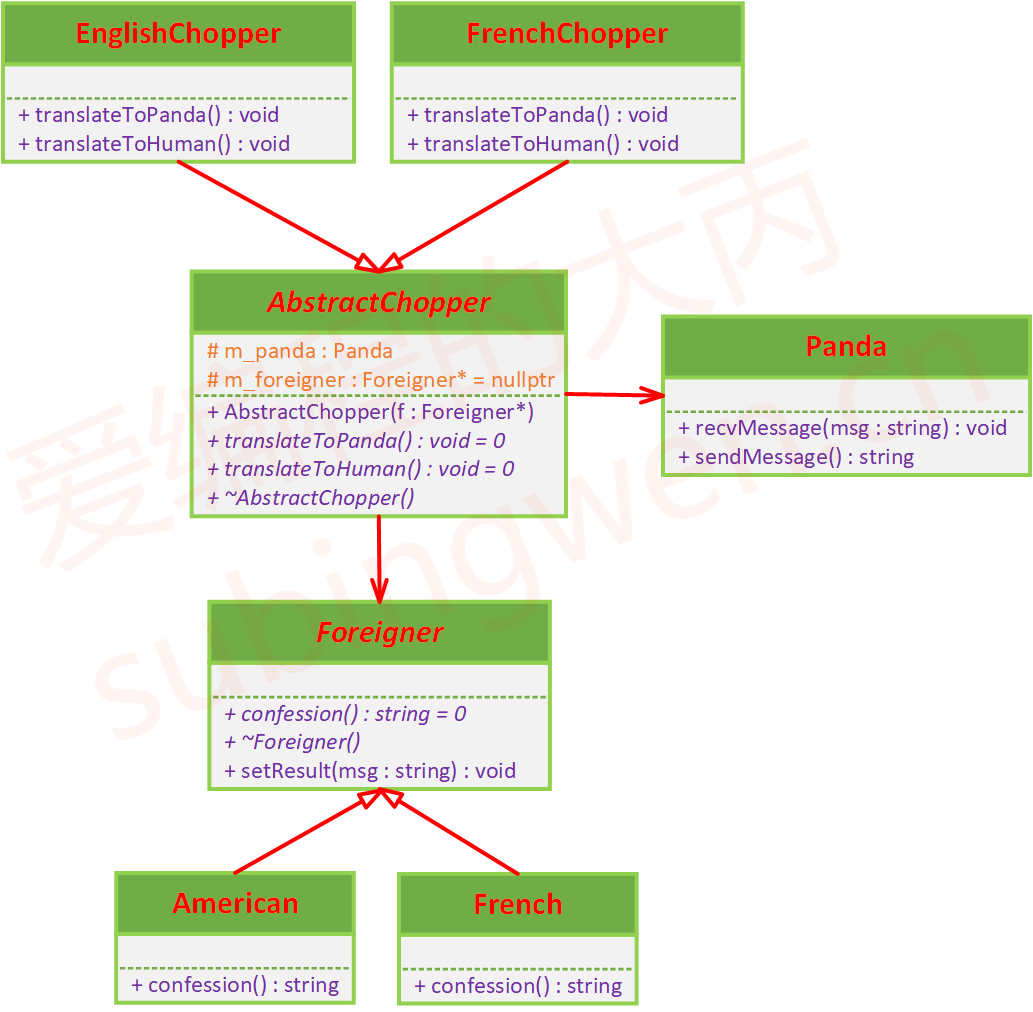 EnglishChopper
+ translateToPanda() : void
+ translateToHuman() : void
FrenchChopper
+ translateToPanda() : void
+ translateToHuman() : void
AbstractChopper
# m_panda : Panda
# m_foreigner : Foreigner* = nullptr
+ AbstractChopper(f : Foreigner*)
+ translateToPanda() : void = 0
+ translateToHuman() : void = 0
+ ~AbstractChopper()
Panda
+ recvMessage(msg : string) : void
+ sendMessage() : string
Foreigner
+ confession() : string = 0
+ ~Foreigner()
+ setResult(msg : string) : void
American
+ confession() : string
French
+ confession() : string
爱编程的大丙
subingwen.cn